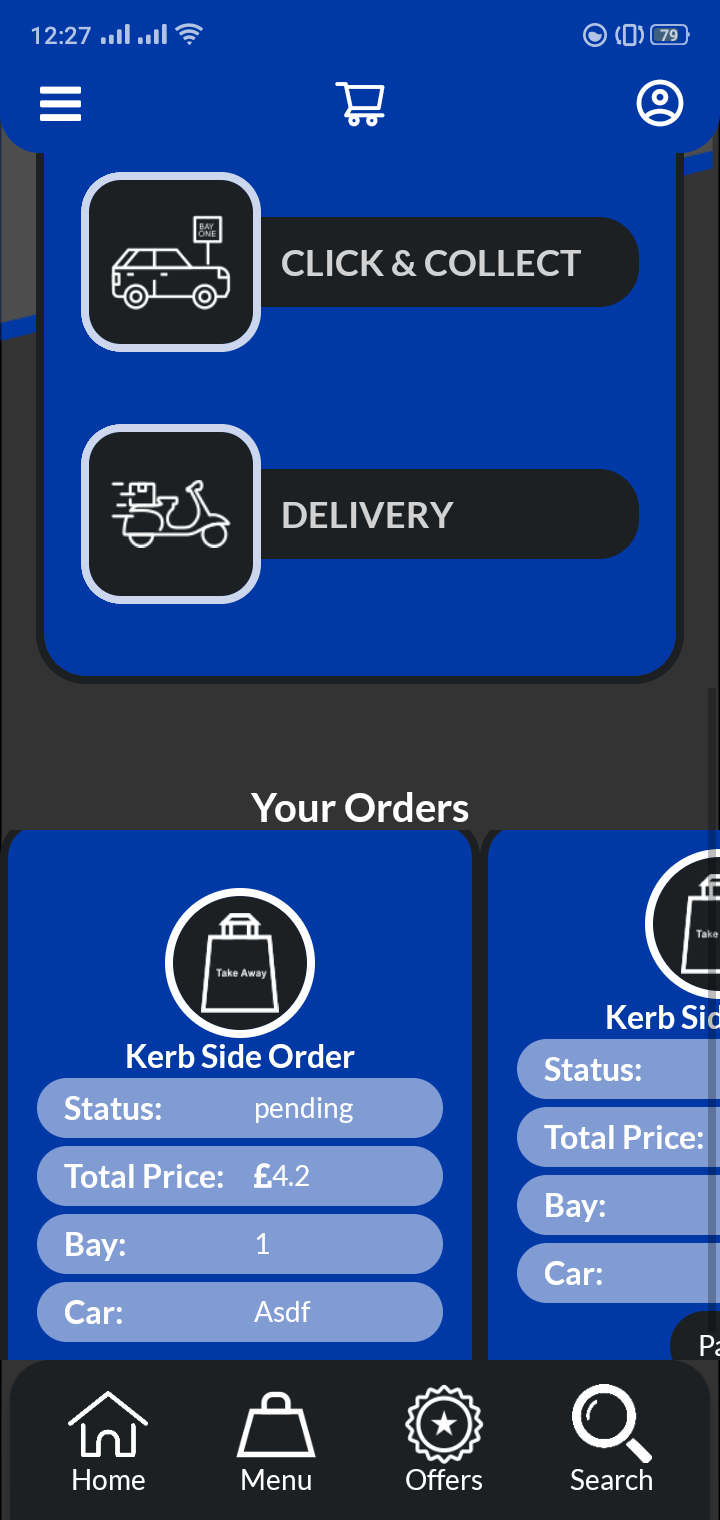 12:27
79
BAY
ONE
CLICK & COLLECT
DELIVERY
Your Orders
Take Away
Kerb Side Order
Status: pending
Total Price: £4.2
Bay: 1
Car: Asdf
Take
Kerb Sid
Status:
Total Price:
Bay:
Car:
Pa
Home
Menu
Offers
Search